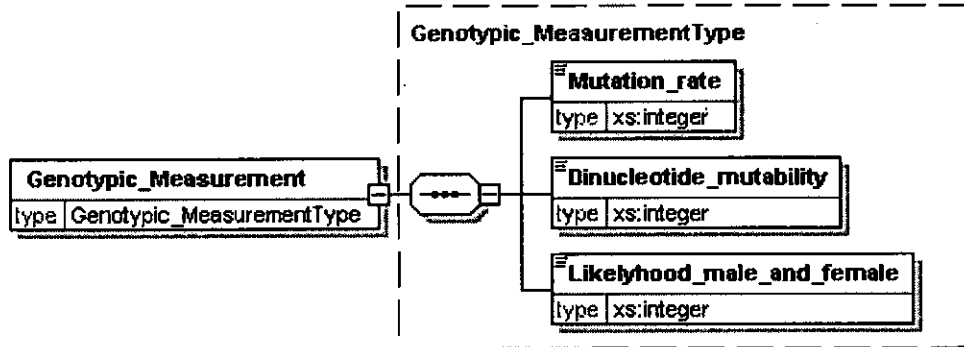 Genotypic_MeasurementType
Mutation_rate
type xs:integer
Genotypic_Measurement
type Genotypic_MeasurementType
Dinucleotide_mutability
type xs:integer
Likelyhood_male_and_female
type xs:integer